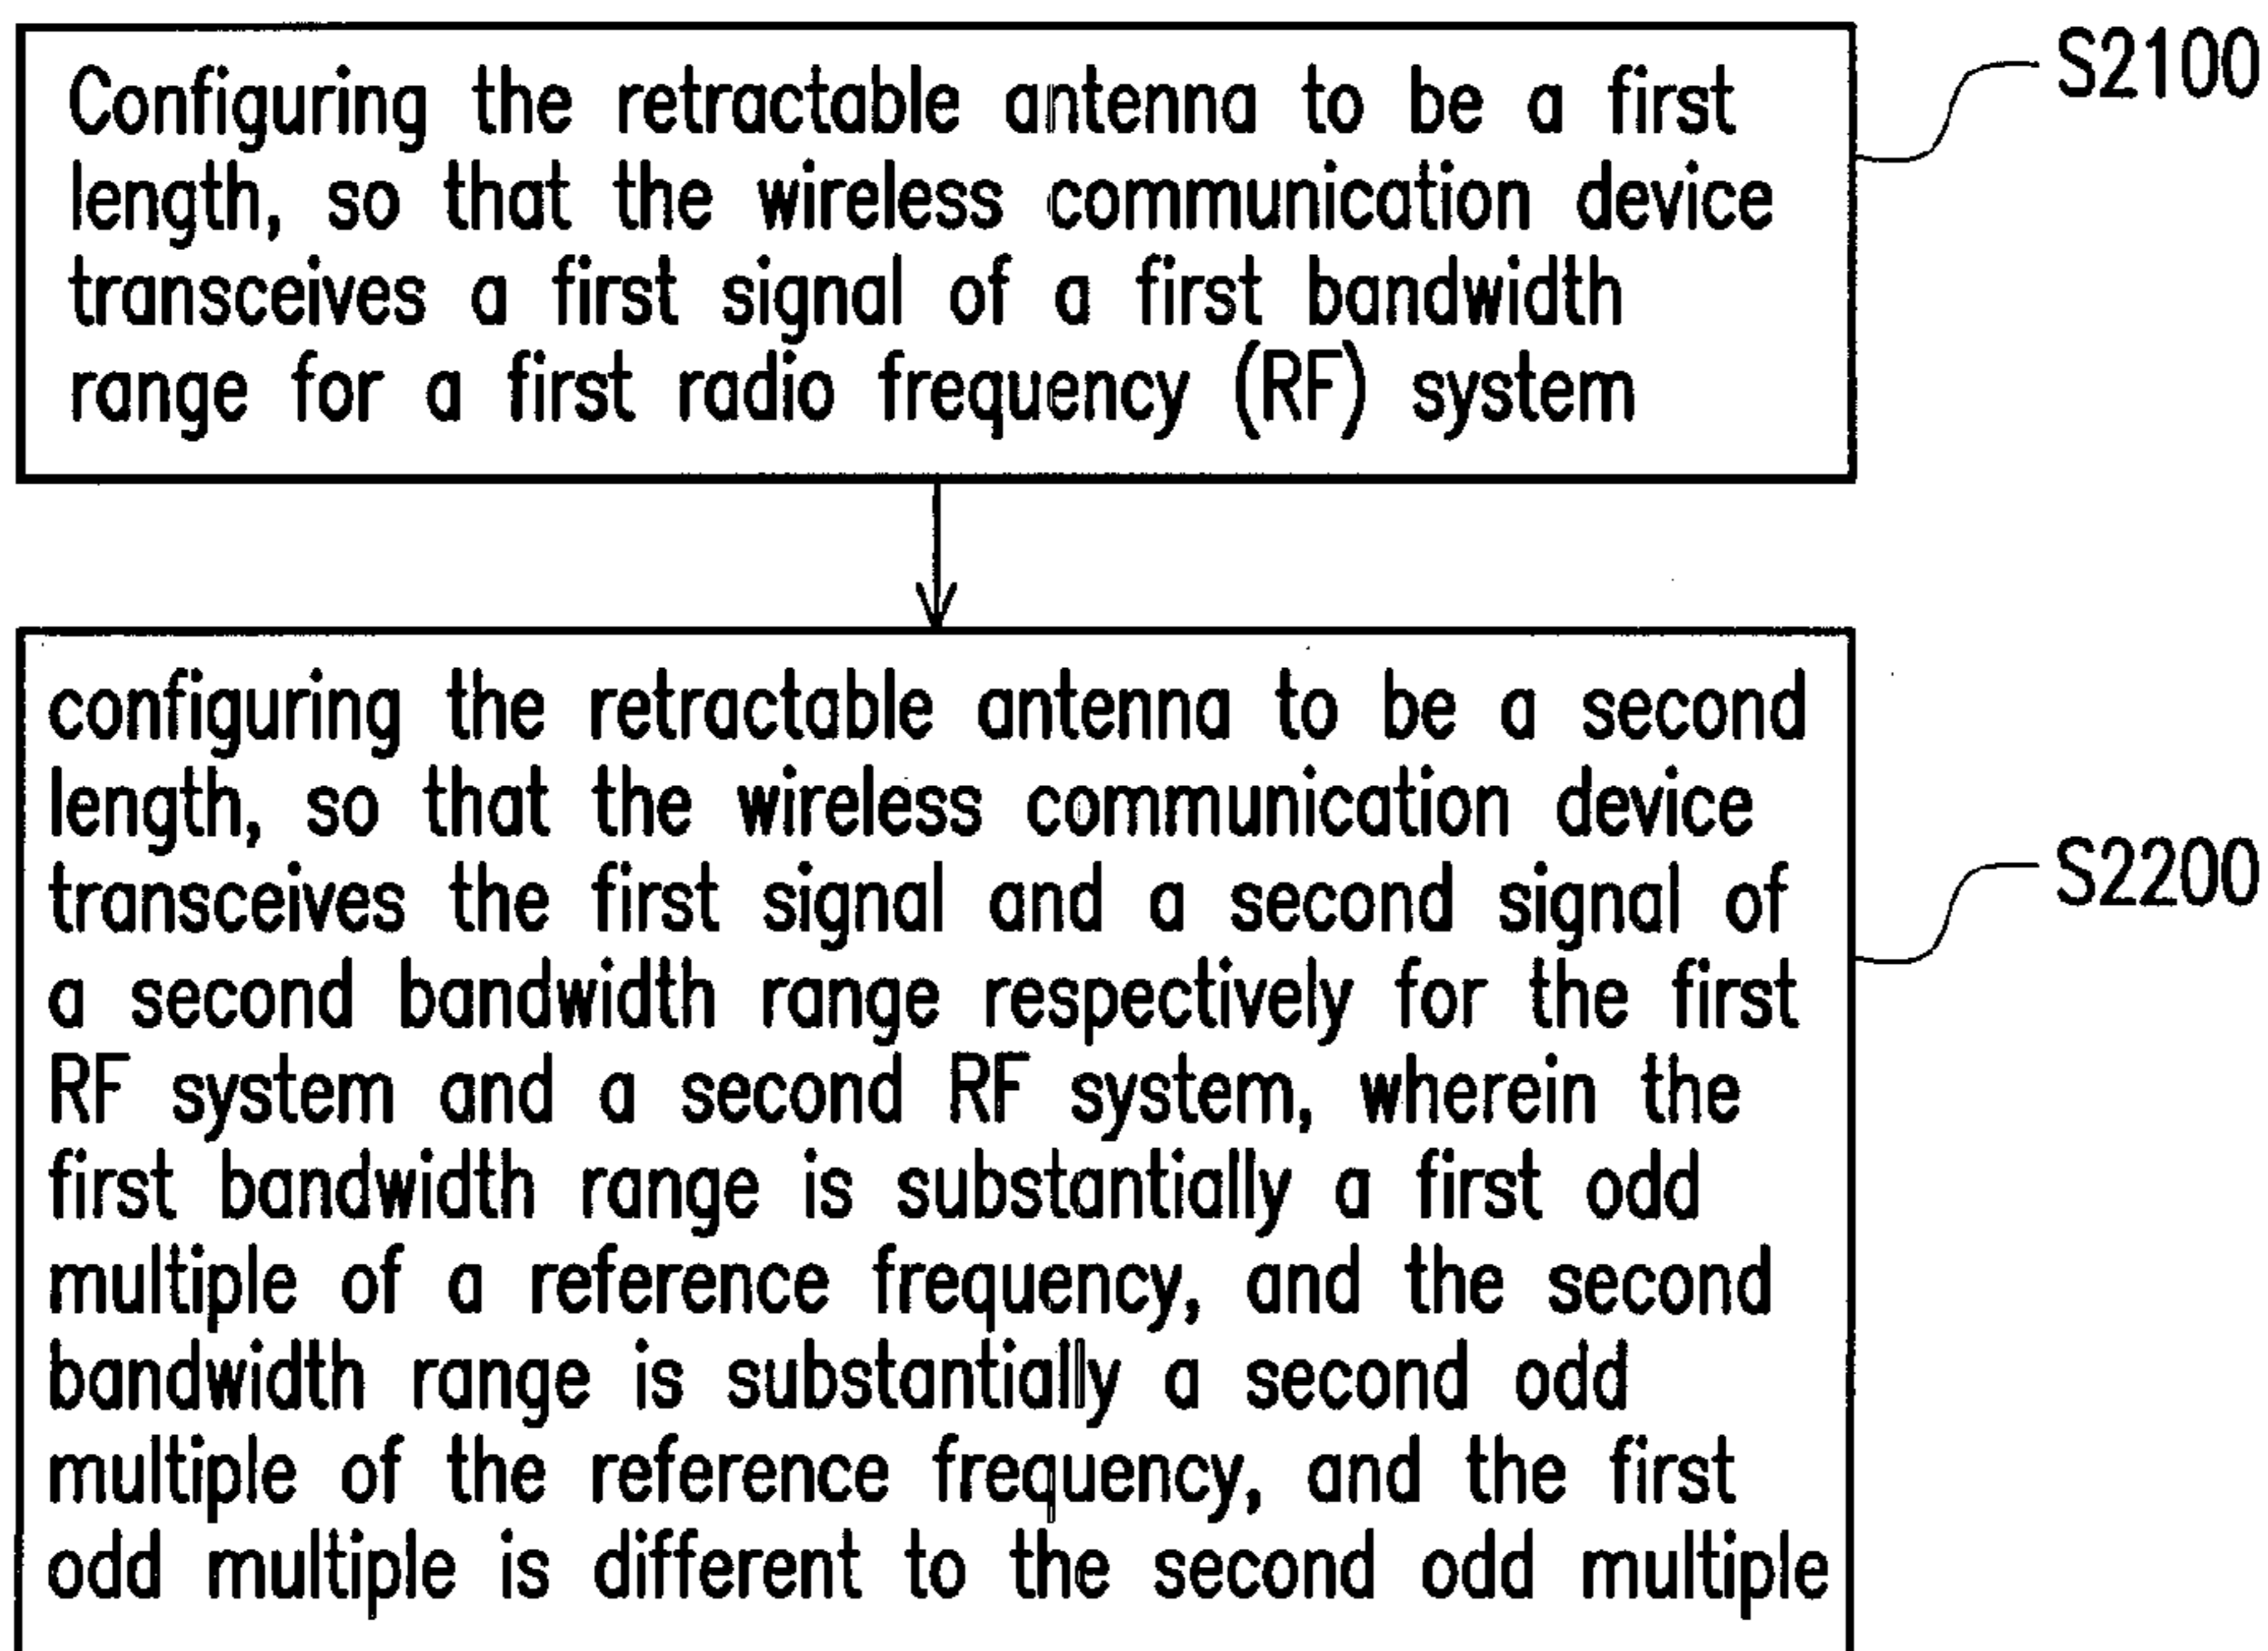 Configuring the retractable antenna to be a first
length, so that the wireless communication device
transceives a first signal of a first bandwidth
range for a first radio frequency (RF) system
S2100
configuring the retractable antenna to be a second
length, so that the wireless communication device
transceives the first signal and a second signal of
a second bandwidth range respectively for the first
RF system and a second RF system, wherein the
first bandwidth range is substantially a first odd
multiple of a reference frequency, and the second
bandwidth range is substantially a second odd
multiple of the reference frequency, and the first
odd multiple is different to the second odd multiple
S2200